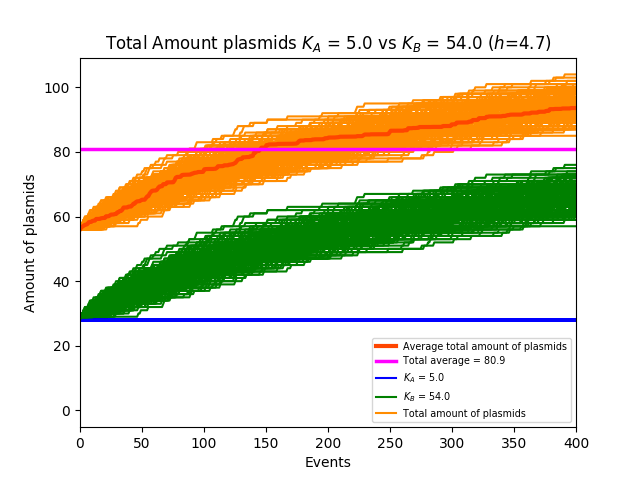 Total Amount plasmids K_A = 5.0 vs K_B = 54.0 (h=4.7)
Amount of plasmids
100
80
60
40
20
0
Average total amount of plasmids
Total average = 80.9
K_A = 5.0
K_B = 54.0
Total amount of plasmids
0 50 100 150 200 250 300 350 400
Events